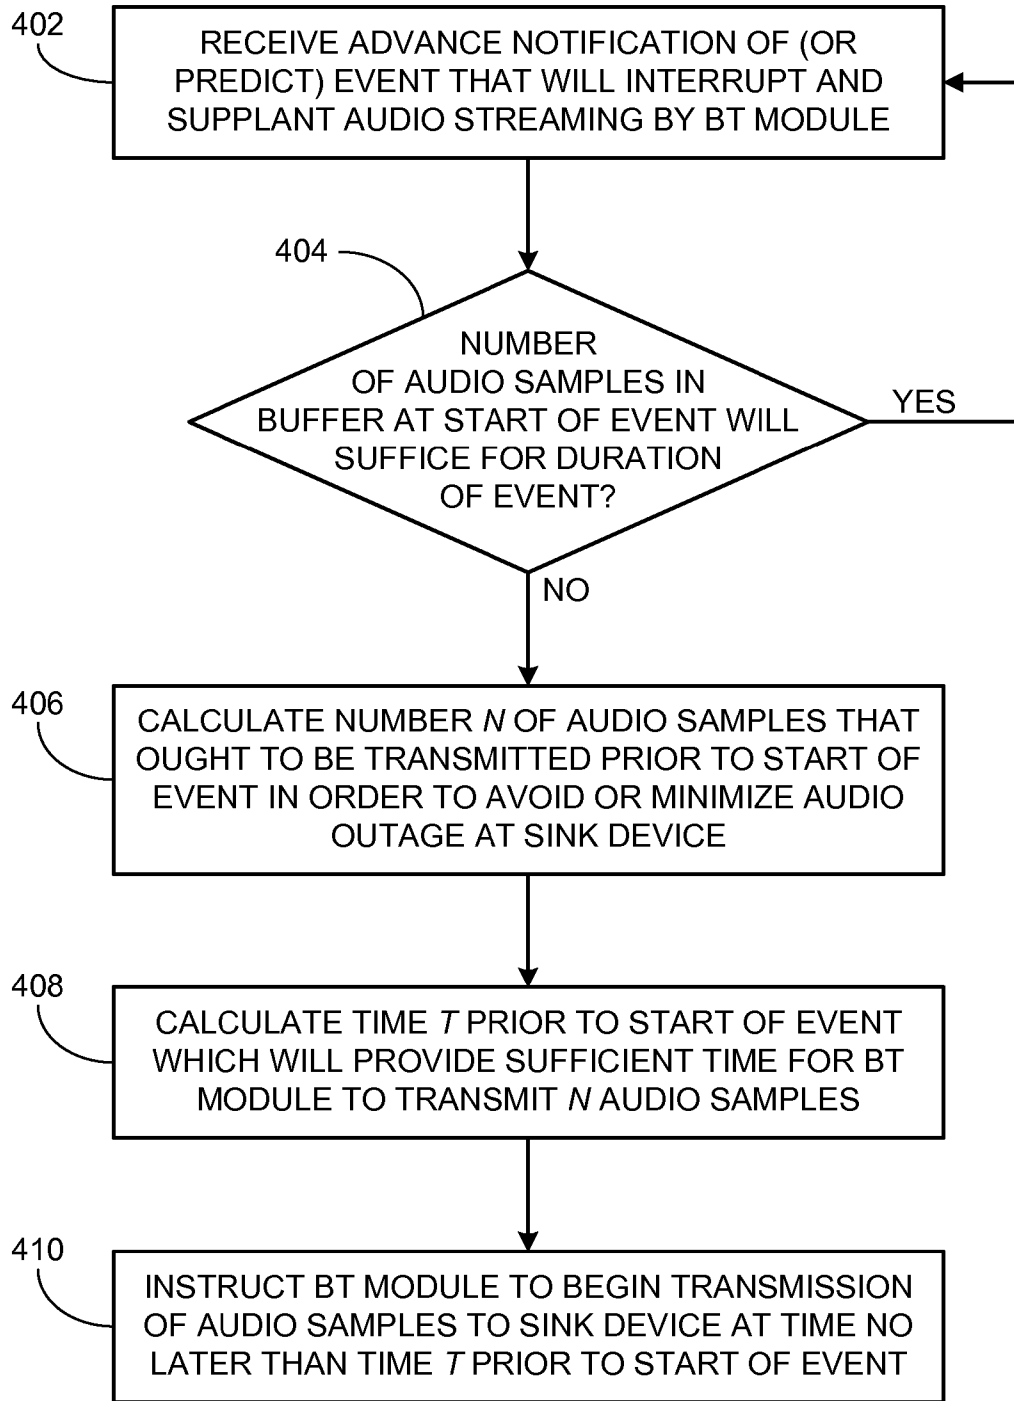 402
RECEIVE ADVANCE NOTIFICATION OF (OR
PREDICT) EVENT THAT WILL INTERRUPT AND
SUPPLANT AUDIO STREAMING BY BT MODULE
404
NUMBER
OF AUDIO SAMPLES IN
BUFFER AT START OF EVENT WILL
SUFFICE FOR DURATION
OF EVENT?
YES
NO
406
CALCULATE NUMBER N OF AUDIO SAMPLES THAT
OUGHT TO BE TRANSMITTED PRIOR TO START OF
EVENT IN ORDER TO AVOID OR MINIMIZE AUDIO
OUTAGE AT SINK DEVICE
408
CALCULATE TIME T PRIOR TO START OF EVENT
WHICH WILL PROVIDE SUFFICIENT TIME FOR BT
MODULE TO TRANSMIT N AUDIO SAMPLES
410
INSTRUCT BT MODULE TO BEGIN TRANSMISSION
OF AUDIO SAMPLES TO SINK DEVICE AT TIME NO
LATER THAN TIME T PRIOR TO START OF EVENT